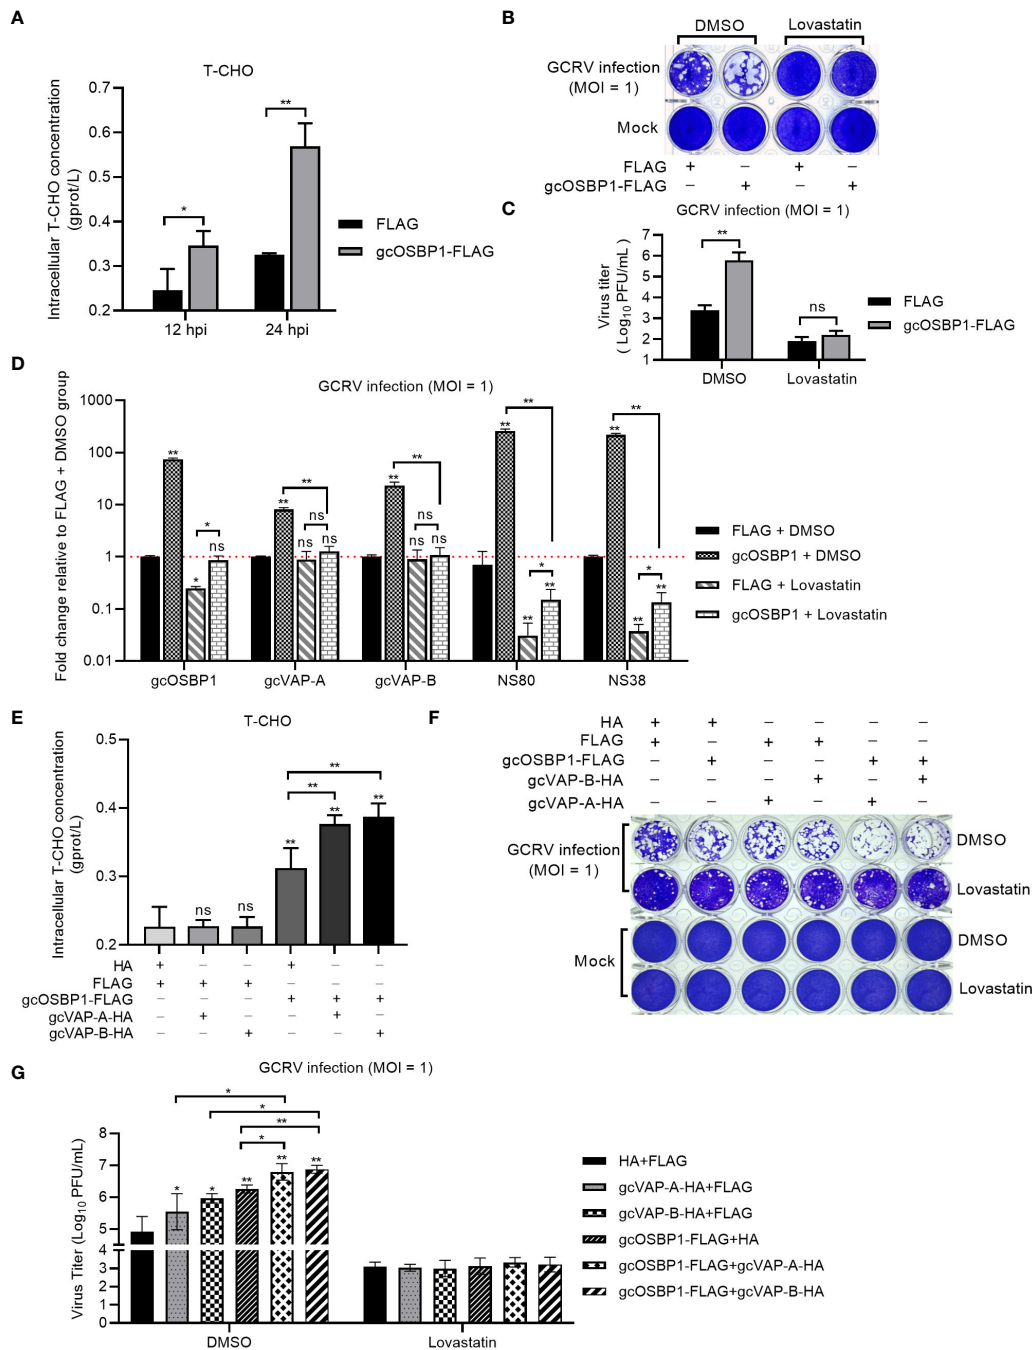 A
T-CHO
Intracellular T-CHO concentration
(gprot/L)
0.7
0.6
0.5
0.4
0.3
0.2
*
**
12 hpi
24 hpi
FLAG
gcOSBP1-FLAG
B
DMSO
Lovastatin
GCRV infection
(MOI = 1)
Mock
FLAG + − + −
gcOSBP1-FLAG − + − +
C
GCRV infection (MOI = 1)
Virus titer
( Log10 PFU/mL )
7
6
5
4
3
2
1
**
ns
DMSO
Lovastatin
FLAG
gcOSBP1-FLAG
D
GCRV infection (MOI = 1)
Fold change relative to FLAG + DMSO group
1000
100
10
1
0.1
0.01
** * ns *
** ns ns ns **
** ns ns ns **
** ** ** * **
** ** ** * **
gcOSBP1
gcVAP-A
gcVAP-B
NS80
NS38
FLAG + DMSO
gcOSBP1 + DMSO
FLAG + Lovastatin
gcOSBP1 + Lovastatin
E
T-CHO
Intracellular T-CHO concentration
(gprot/L)
0.5
0.4
0.3
0.2
**
**
ns ns ** ** **
HA + − − + − −
FLAG + + + − − −
gcOSBP1-FLAG − − − + + +
gcVAP-A-HA − + − − + −
gcVAP-B-HA − − + − − +
F
HA + + − − − −
FLAG + − + + − −
gcOSBP1-FLAG − + − − + +
gcVAP-B-HA − − − + − +
gcVAP-A-HA − − + − + −
GCRV infection
(MOI = 1)
DMSO
Lovastatin
Mock
DMSO
Lovastatin
G
GCRV infection (MOI = 1)
Virus Titer (Log10 PFU/mL)
8
7
6
5
4
3
2
1
0
*
*
**
*
* * ** ** **
DMSO
Lovastatin
HA+FLAG
gcVAP-A-HA+FLAG
gcVAP-B-HA+FLAG
gcOSBP1-FLAG+HA
gcOSBP1-FLAG+gcVAP-A-HA
gcOSBP1-FLAG+gcVAP-B-HA